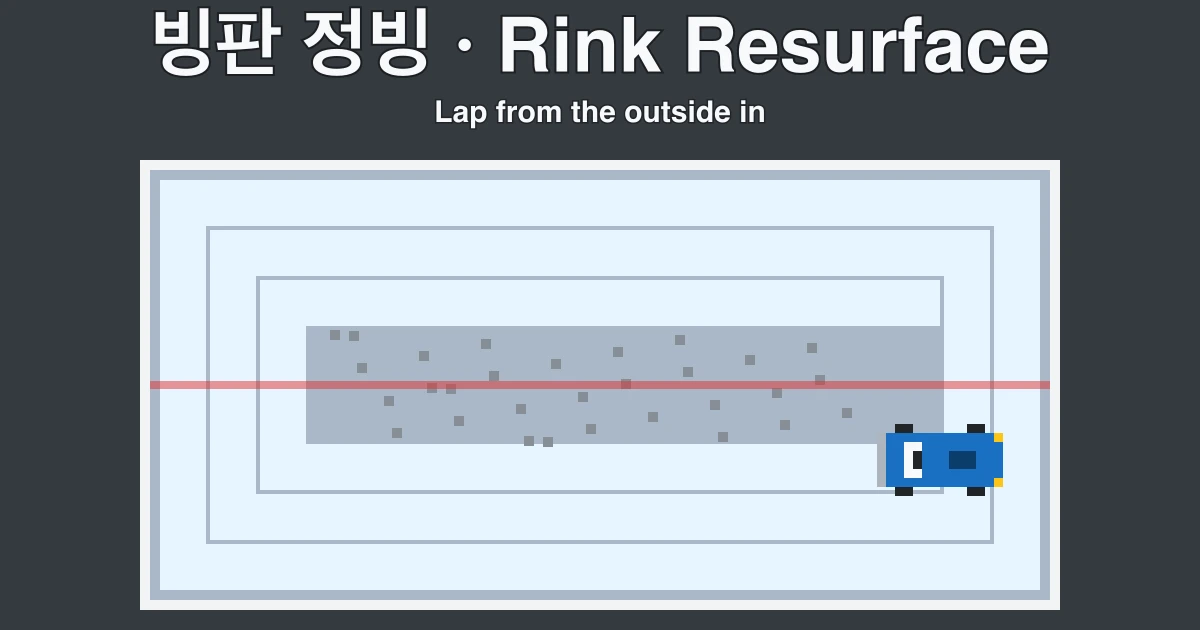 빙판 정빙 · Rink Resurface
Lap from the outside in